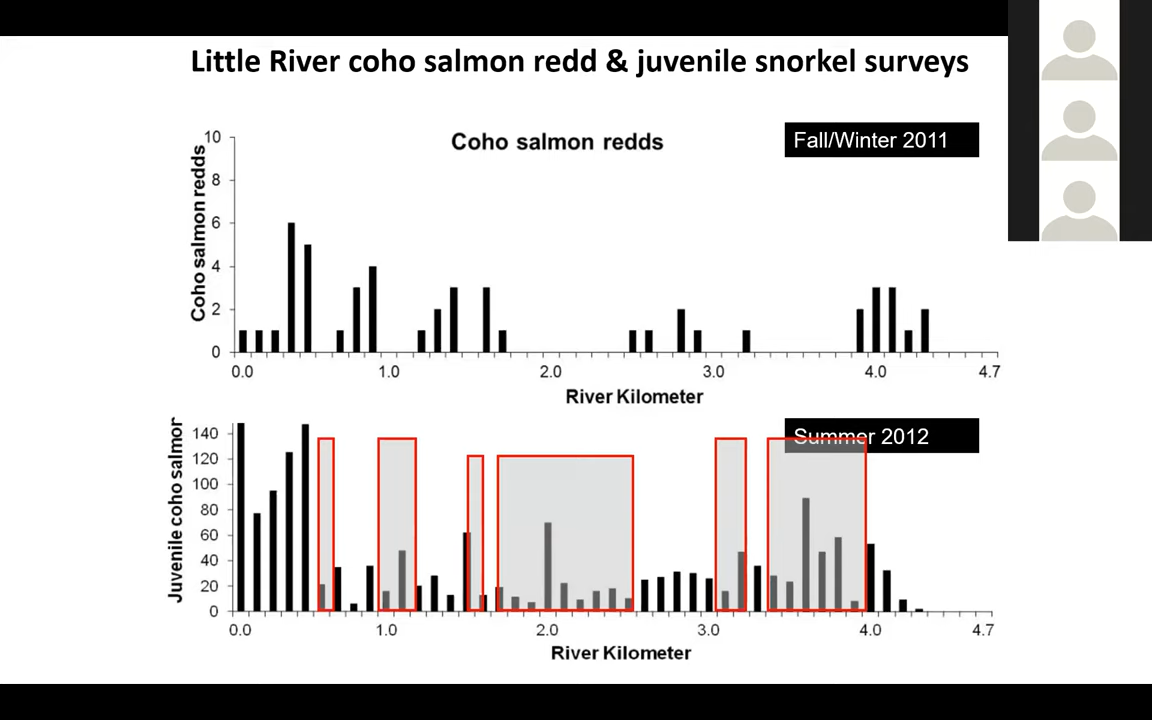 Little River coho salmon redd & juvenile snorkel surveys
Coho salmon redds
Fall/Winter 2011
Coho salmon redds
10
8
6
4
2
0
0.0 1.0 2.0 3.0 4.0 4.7
River Kilometer
Summer 2012
Juvenile coho salmor
140
120
100
80
60
40
20
0
0.0 1.0 2.0 3.0 4.0 4.7
River Kilometer